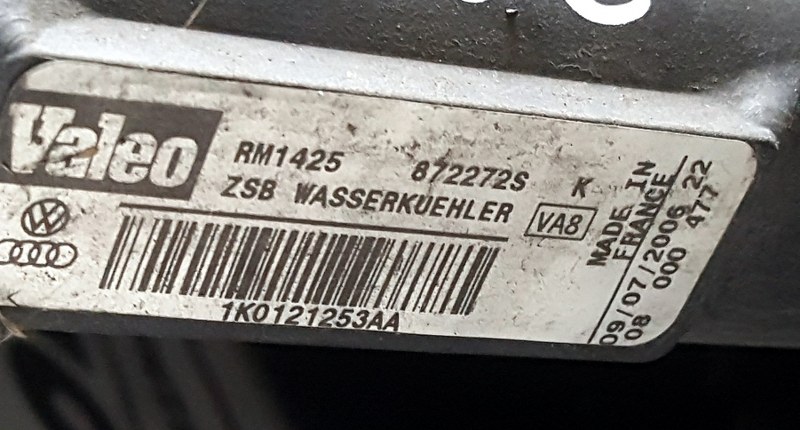 Valeo
RM1425 872272S K
ZSB WASSERKUEHLER VA8
1K0121253AA
MADE IN
FRANCE
09/07/2006 22
08 000 477